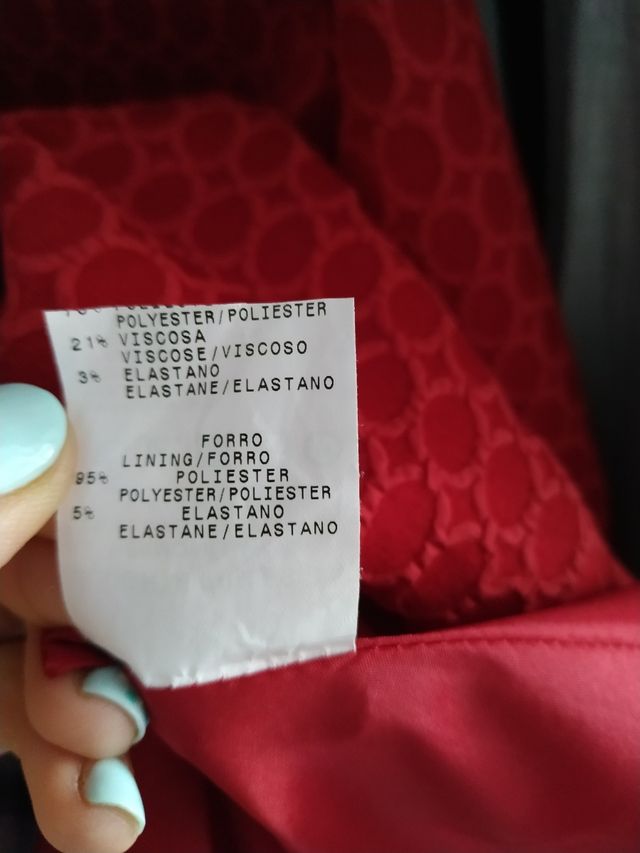 POLYESTER/POLIESTER
21% VISCOSA
VISCOSE/VISCOSO
3% ELASTANO
ELASTANE/ELASTANO
FORRO
LINING/FORRO
95% POLIESTER
POLYESTER/POLIESTER
5% ELASTANO
ELASTANE/ELASTANO